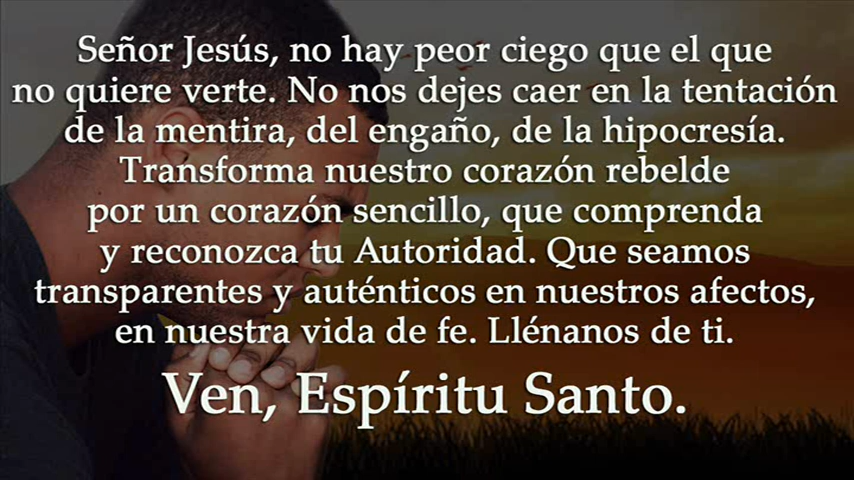 Señor Jesús, no hay peor ciego que el que
no quiere verte. No nos dejes caer en la tentación
de la mentira, del engaño, de la hipocresía.
Transforma nuestro corazón rebelde
por un corazón sencillo, que comprenda
y reconozca tu Autoridad. Que seamos
transparentes y auténticos en nuestros afectos,
en nuestra vida de fe. Llénanos de ti.
Ven, Espíritu Santo.